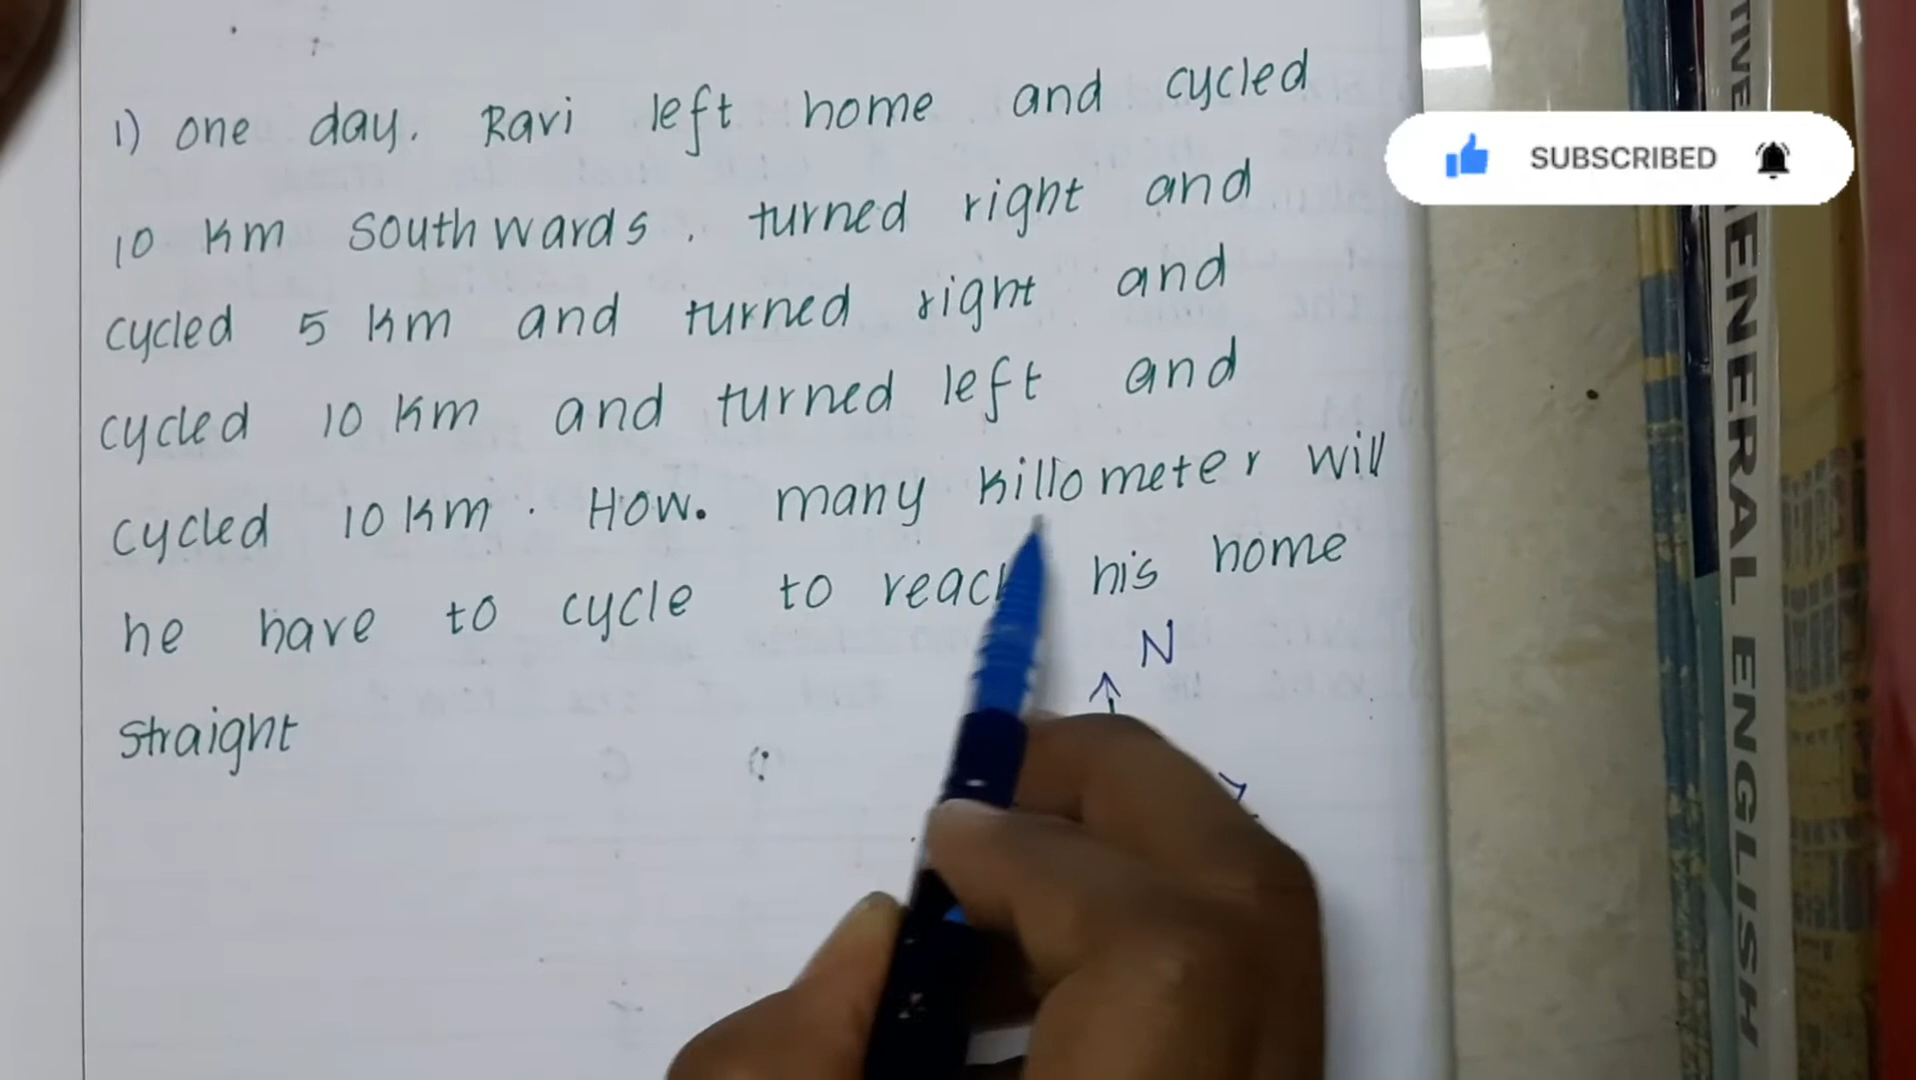 1) one day. Ravi left home and cycled
10 Km Southwards. turned right and
cycled 5 Km and turned right and
cycled 10 Km and turned left and
cycled 10 Km. How. many killometer will
he have to cycle to reach his home
straight
N
SUBSCRIBED
ENERAL ENGLISH